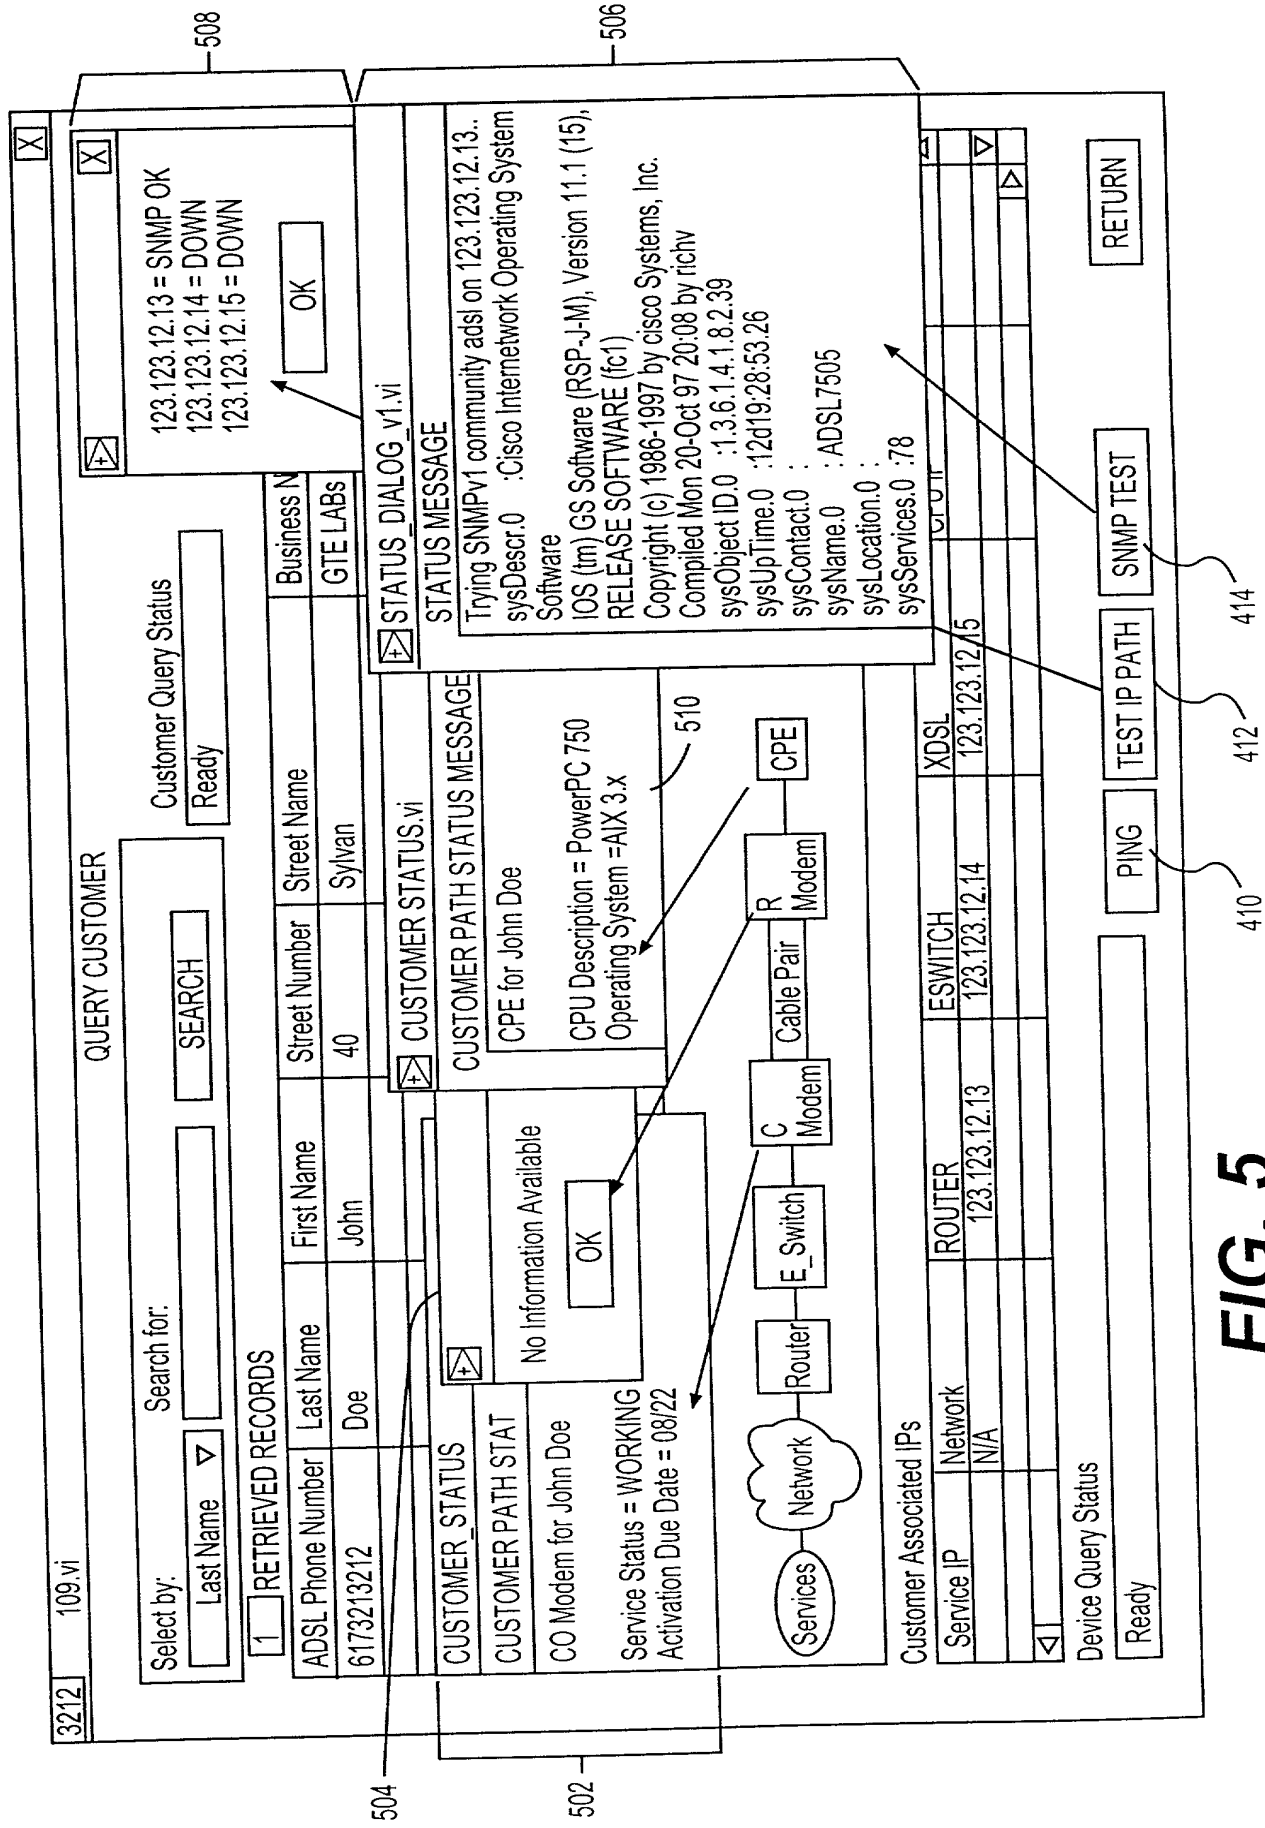 3212 109.vi X
QUERY CUSTOMER
Select by:
Last Name
Search for:
SEARCH
Customer Query Status
Ready
1 RETRIEVED RECORDS
ADSL Phone Number Last Name First Name Street Number Street Name Business N
6173213212 Doe John 40 Sylvan GTE LABs
X
123.123.12.13 = SNMP OK
123.123.12.14 = DOWN
123.123.12.15 = DOWN
OK
508
CUSTOMER_STATUS
CUSTOMER PATH STAT
CO Modem for John Doe
Service Status = WORKING
Activation Due Date = 08/22
502
No Information Available
OK
504
CUSTOMER STATUS.vi
CUSTOMER PATH STATUS MESSAGE
CPE for John Doe
CPU Description = PowerPC 750
Operating System =AIX 3.x
510
STATUS_DIALOG_v1.vi
STATUS MESSAGE
Trying SNMPv1 community adsl on 123.123.12.13..
sysDescr.0 :Cisco Internetwork Operating System
Software
IOS (tm) GS Software (RSP-J-M), Version 11.1 (15),
RELEASE SOFTWARE (fc1)
Copyright (c) 1986-1997 by cisco Systems, Inc.
Compiled Mon 20-Oct 97 20:08 by richv
sysObject ID.0 :1.3.6.1.4.1.8.2.39
sysUpTime.0 :12d19:28:53.26
sysContact.0 :
sysName.0 : ADSL7505
sysLocation.0 :
sysServices.0 :78
506
Services Network Router E_Switch C Modem Cable Pair R Modem CPE
Customer Associated IPs
Service IP Network ROUTER ESWITCH XDSL
N/A 123.123.12.13 123.123.12.14 123.123.12.15
Device Query Status
Ready
PING TEST IP PATH SNMP TEST RETURN
410 412 414
FIG. 5